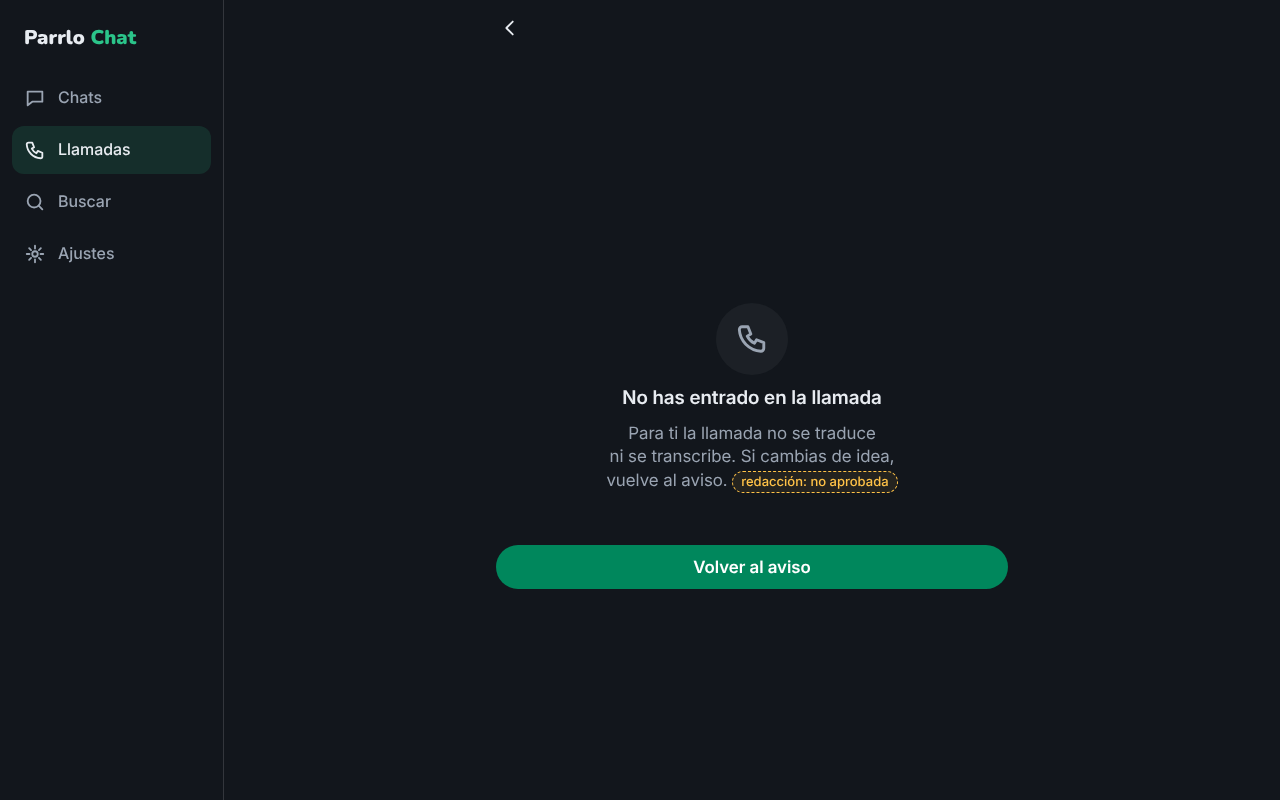 Parrlo Chat
Chats
Llamadas
Buscar
Ajustes
No has entrado en la llamada
Para ti la llamada no se traduce
ni se transcribe. Si cambias de idea,
vuelve al aviso. redacción: no aprobada
Volver al aviso